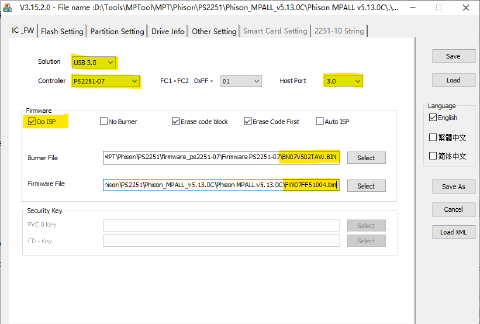 V3.15.2.0 - File name :D:\Tools\MPTool\MPT\Phison\PS2251\Phison_MPALL_v5.13.0C\Phison MPALL v5.13.0C\.\...
IC_FW Flash Setting Partition Setting Drive Info Other Setting Smart Card Setting 2251-10 String
Solution USB 3.0
Controller PS2251-07 FC1 - FC2 0xFF - 01 Host Port 3.0
Save
Load
Firmware
Do ISP No Burner Erase code block Erase Code First Auto ISP
Burner File MPT\Phison\PS2251\firmware_ps2251-07\Firmware PS2251-07\BN07V502TAW.BIN Select
Firmware File hison\PS2251\Phison_MPALL_v5.13.0C\Phison MPALL v5.13.0C\FW07FF51004.bin Select
Language
English
繁體中文
简体中文
Security Key
PVC 0 Key Select
CD - Key Select
Save As
Cancel
Load XML